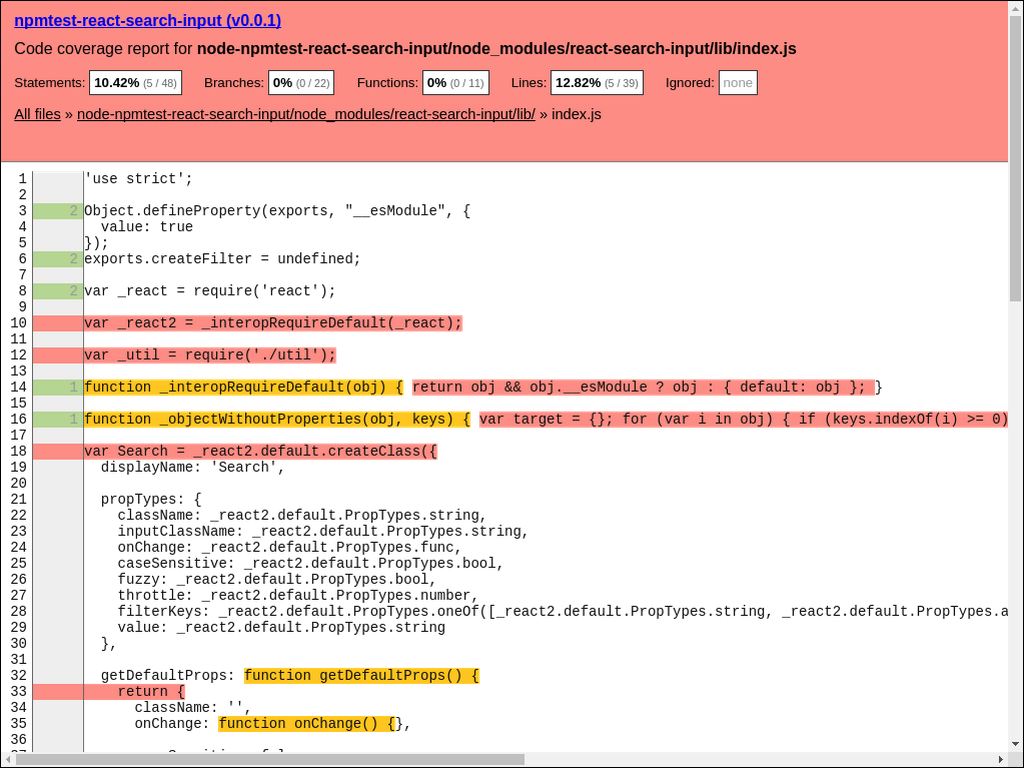 npmtest-react-search-input (v0.0.1)
Code coverage report for node-npmtest-react-search-input/node_modules/react-search-input/lib/index.js
Statements: 10.42% (5 / 48) Branches: 0% (0 / 22) Functions: 0% (0 / 11) Lines: 12.82% (5 / 39) Ignored: none
All files » node-npmtest-react-search-input/node_modules/react-search-input/lib/ » index.js
1 'use strict';
2
3 2 Object.defineProperty(exports, "__esModule", {
4 value: true
5 });
6 2 exports.createFilter = undefined;
7
8 2 var _react = require('react');
9
10 var _react2 = _interopRequireDefault(_react);
11
12 var _util = require('./util');
13
14 1 function _interopRequireDefault(obj) { return obj && obj.__esModule ? obj : { default: obj }; }
15
16 1 function _objectWithoutProperties(obj, keys) { var target = {}; for (var i in obj) { if (keys.indexOf(i) >= 0)
17
18 var Search = _react2.default.createClass({
19 displayName: 'Search',
20
21 propTypes: {
22 className: _react2.default.PropTypes.string,
23 inputClassName: _react2.default.PropTypes.string,
24 onChange: _react2.default.PropTypes.func,
25 caseSensitive: _react2.default.PropTypes.bool,
26 fuzzy: _react2.default.PropTypes.bool,
27 throttle: _react2.default.PropTypes.number,
28 filterKeys: _react2.default.PropTypes.oneOf([_react2.default.PropTypes.string, _react2.default.PropTypes.a
29 value: _react2.default.PropTypes.string
30 },
31
32 getDefaultProps: function getDefaultProps() {
33 return {
34 className: '',
35 onChange: function onChange() {},
36